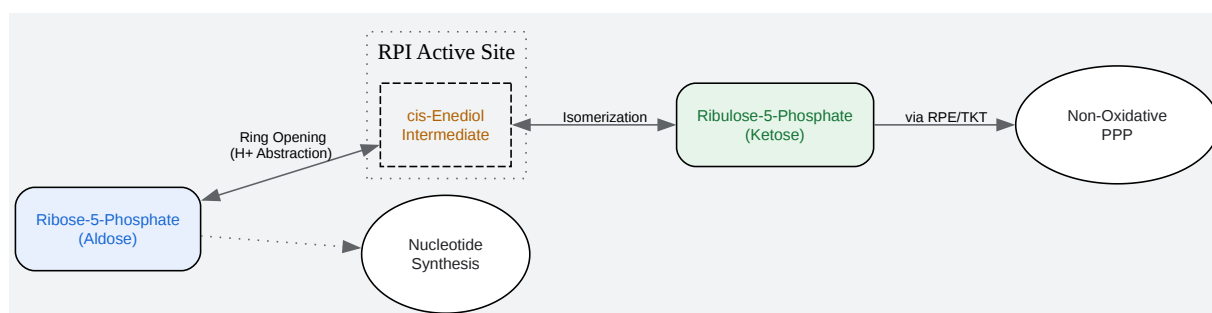 RPI Active Site
cis-Enediol
Intermediate
Ring Opening
(H+ Abstraction)
Isomerization
Ribulose-5-Phosphate
(Ketose)
via RPE/TKT
Non-Oxidative
PPP
Ribose-5-Phosphate
(Aldose)
Nucleotide
Synthesis